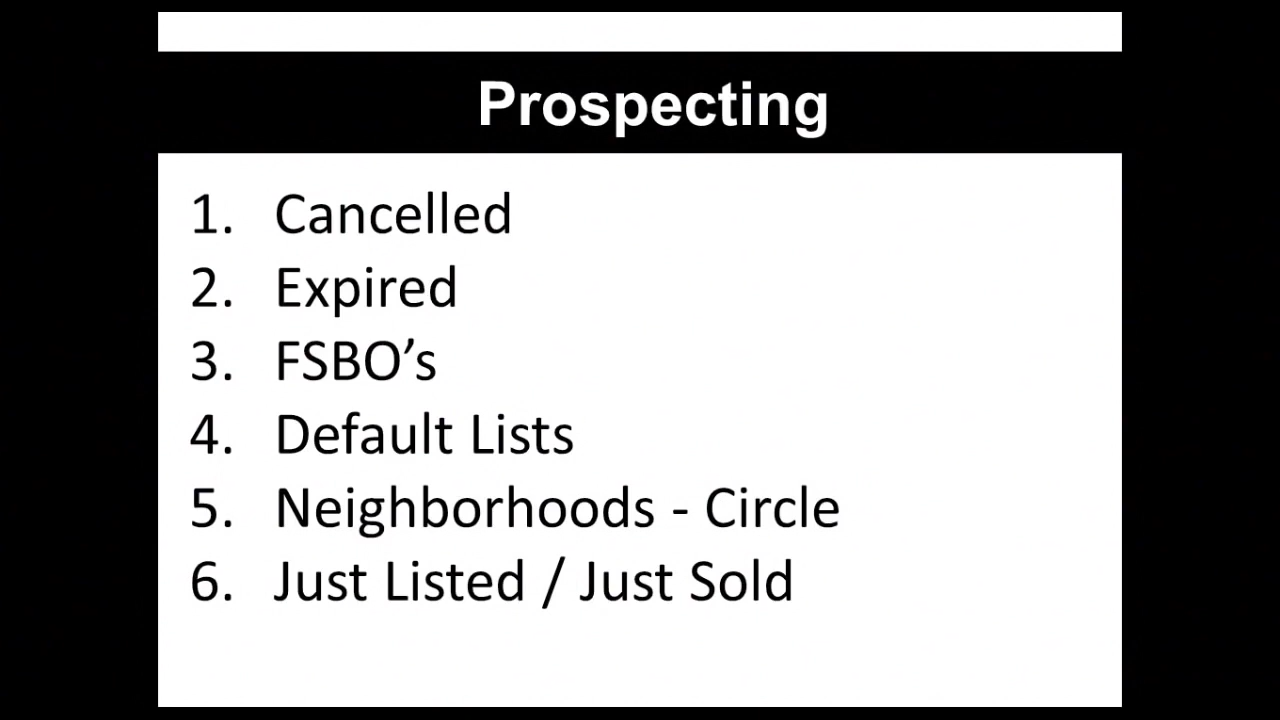 Prospecting
1. Cancelled
2. Expired
3. FSBO’s
4. Default Lists
5. Neighborhoods - Circle
6. Just Listed / Just Sold